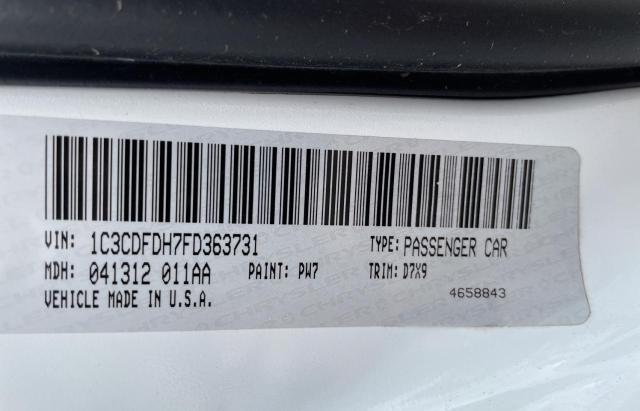 VIN: 1C3CDFDH7FD363731 TYPE: PASSENGER CAR
MDH: 041312 011AA PAINT: PW7 TRIM: D7X9
VEHICLE MADE IN U.S.A. 4658843